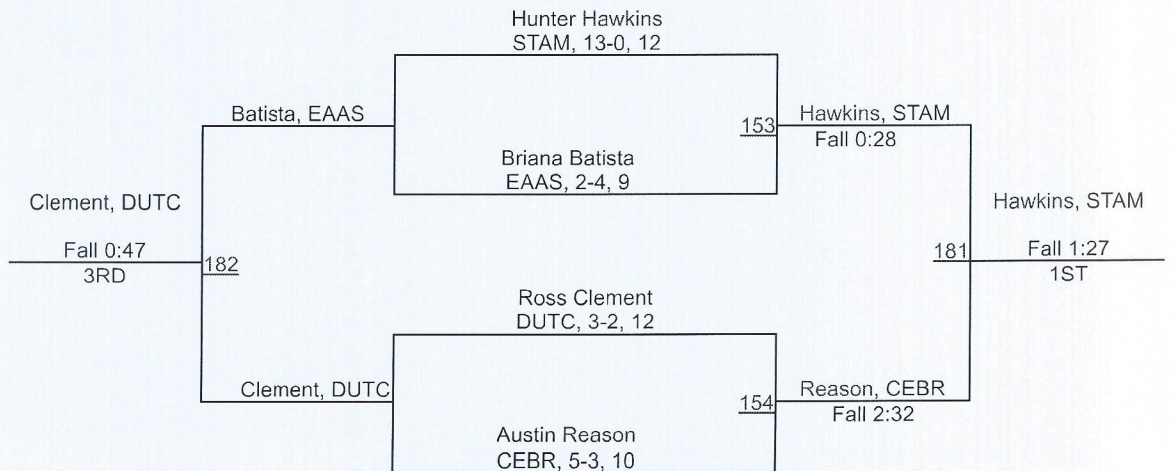 Hunter Hawkins
STAM, 13-0, 12
Batista, EAAS
153
Hawkins, STAM
Fall 0:28
Briana Batista
EAAS, 2-4, 9
Clement, DUTC
Hawkins, STAM
Fall 0:47
3RD
182
181
Fall 1:27
1ST
Ross Clement
DUTC, 3-2, 12
Clement, DUTC
154
Reason, CEBR
Fall 2:32
Austin Reason
CEBR, 5-3, 10